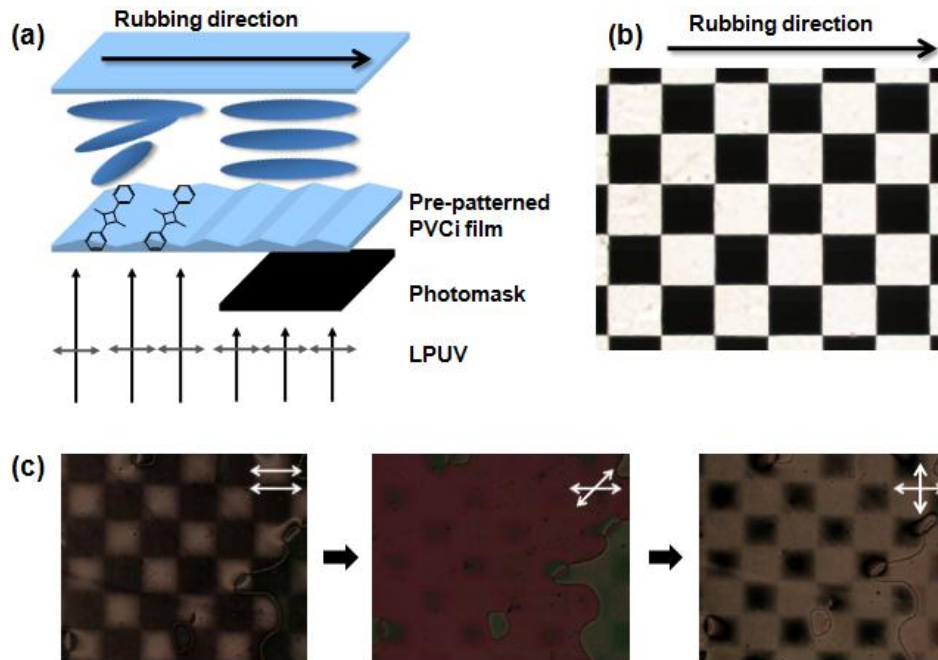 (a)
Rubbing direction
Pre-patterned
PVCi film
Photomask
LPUV
(b)
Rubbing direction
(c)